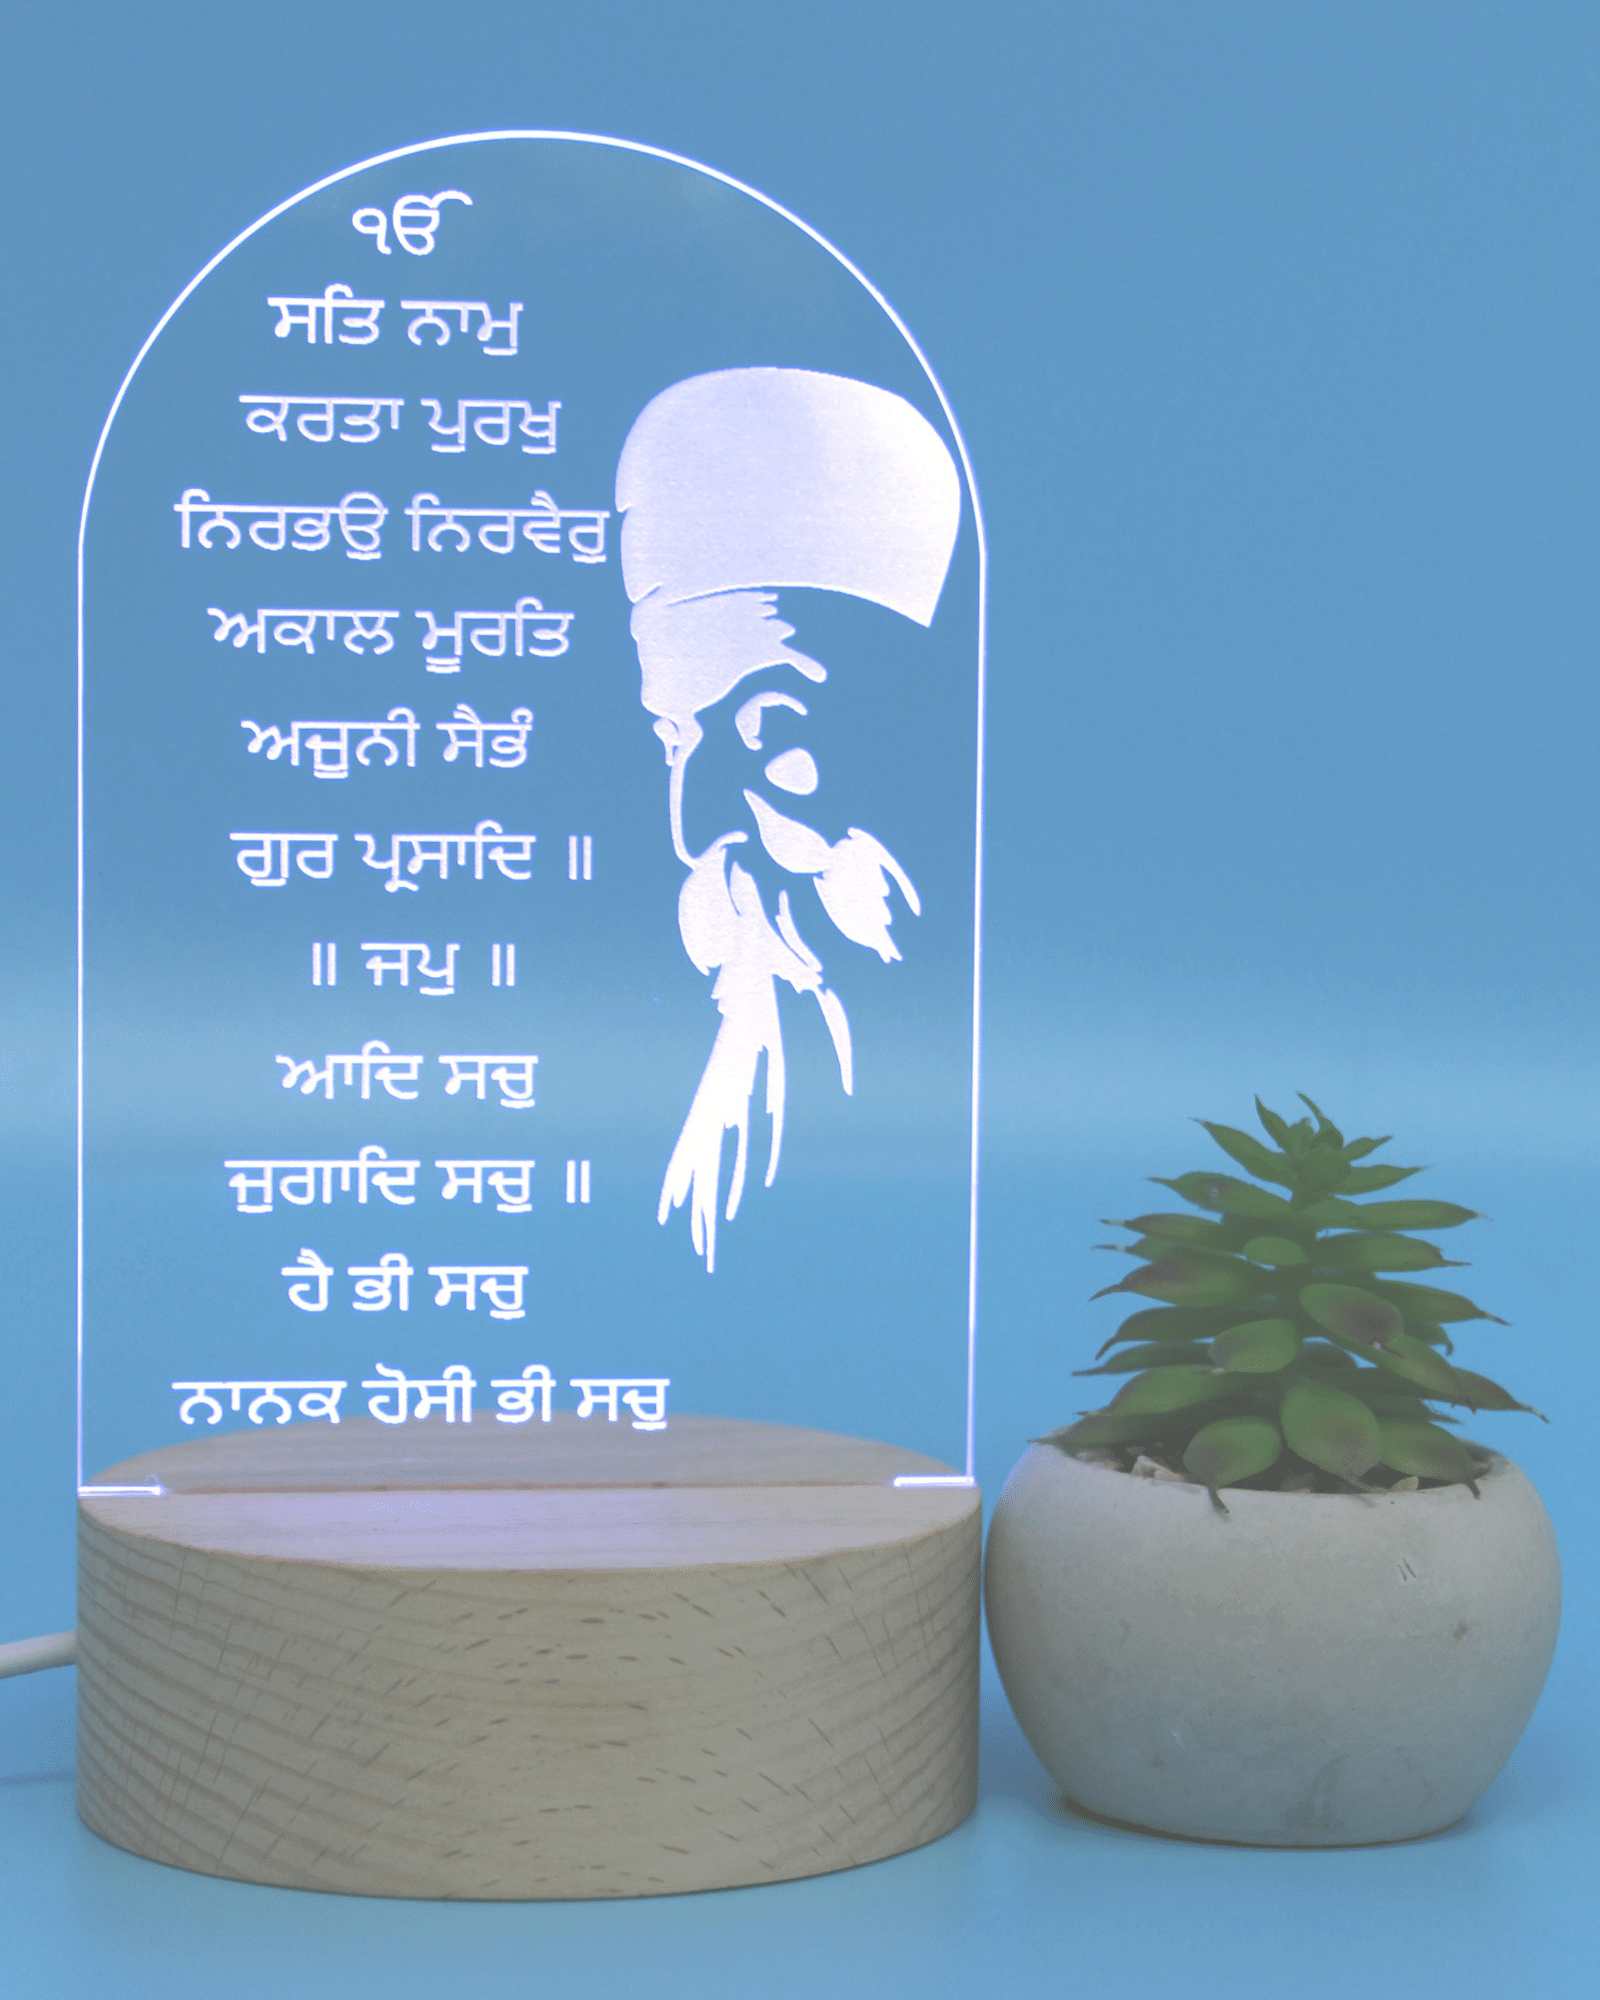 ੴ
ਸਤਿ ਨਾਮੁ
ਕਰਤਾ ਪੁਰਖੁ
ਨਿਰਭਉ ਨਿਰਵੈਰੁ
ਅਕਾਲ ਮੂਰਤਿ
ਅਜੂਨੀ ਸੈਭੰ
ਗੁਰ ਪ੍ਰਸਾਦਿ ॥
॥ ਜਪੁ ॥
ਆਦਿ ਸਚੁ
ਜੁਗਾਦਿ ਸਚੁ ॥
ਹੈ ਭੀ ਸਚੁ
ਨਾਨਕ ਹੋਸੀ ਭੀ ਸਚੁ